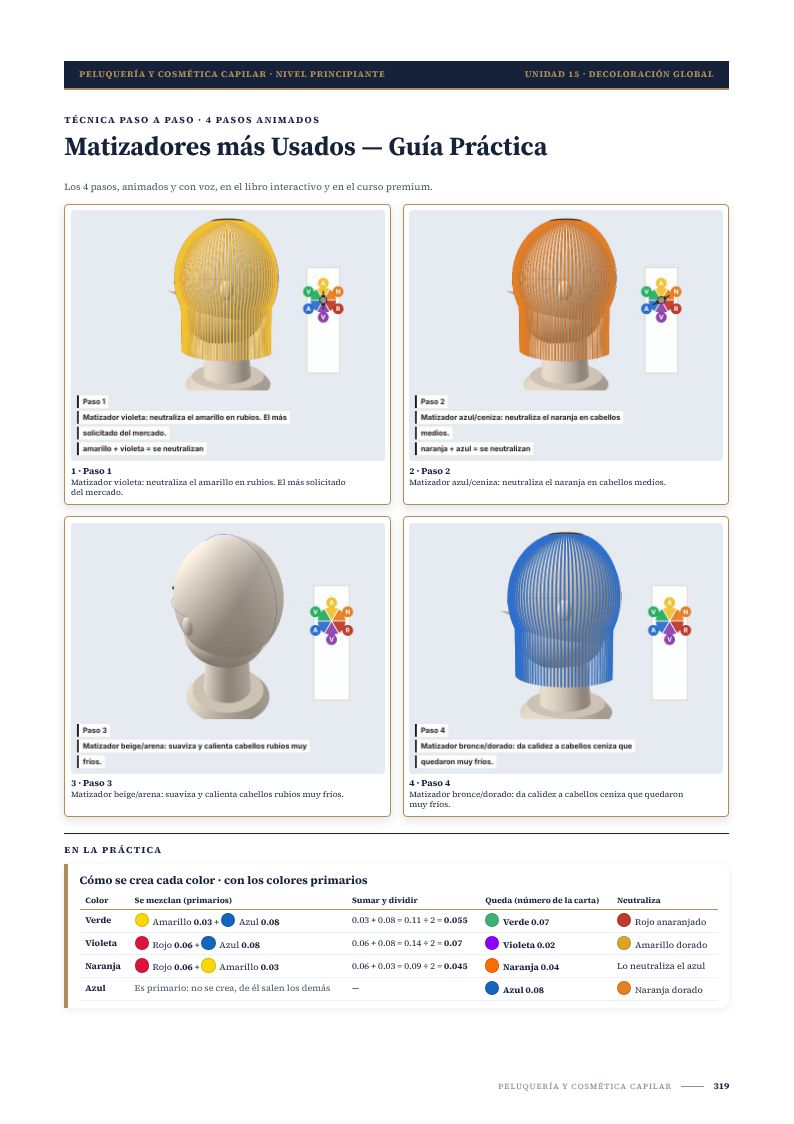 PELUQUERÍA Y COSMÉTICA CAPILAR · NIVEL PRINCIPIANTE
UNIDAD 15 · DECOLORACIÓN GLOBAL
TÉCNICA PASO A PASO · 4 PASOS ANIMADOS
Matizadores más Usados — Guía Práctica
Los 4 pasos, animados y con voz, en el libro interactivo y en el curso premium.
A
V N
A R
V
Paso 1
Matizador violeta: neutraliza el amarillo en rubios. El más
solicitado del mercado.
amarillo + violeta = se neutralizan
1 · Paso 1
Matizador violeta: neutraliza el amarillo en rubios. El más solicitado
del mercado.
A
V N
A R
V
Paso 2
Matizador azul/ceniza: neutraliza el naranja en cabellos
medios.
naranja + azul = se neutralizan
2 · Paso 2
Matizador azul/ceniza: neutraliza el naranja en cabellos medios.
A
V N
A R
V
Paso 3
Matizador beige/arena: suaviza y calienta cabellos rubios muy
fríos.
3 · Paso 3
Matizador beige/arena: suaviza y calienta cabellos rubios muy fríos.
A
V N
A R
V
Paso 4
Matizador bronce/dorado: da calidez a cabellos ceniza que
quedaron muy fríos.
4 · Paso 4
Matizador bronce/dorado: da calidez a cabellos ceniza que quedaron
muy fríos.
EN LA PRÁCTICA
Cómo se crea cada color · con los colores primarios
Color Se mezclan (primarios) Sumar y dividir Queda (número de la carta) Neutraliza
Verde Amarillo 0.03 + Azul 0.08 0.03 + 0.08 = 0.11 ÷ 2 = 0.055 Verde 0.07 Rojo anaranjado
Violeta Rojo 0.06 + Azul 0.08 0.06 + 0.08 = 0.14 ÷ 2 = 0.07 Violeta 0.02 Amarillo dorado
Naranja Rojo 0.06 + Amarillo 0.03 0.06 + 0.03 = 0.09 ÷ 2 = 0.045 Naranja 0.04 Lo neutraliza el azul
Azul Es primario: no se crea, de él salen los demás — Azul 0.08 Naranja dorado
PELUQUERÍA Y COSMÉTICA CAPILAR 319